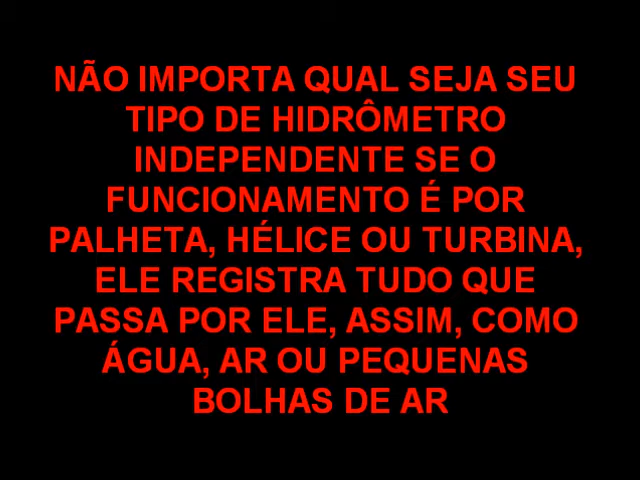 NÃO IMPORTA QUAL SEJA SEU
TIPO DE HIDRÔMETRO
INDEPENDENTE SE O
FUNCIONAMENTO É POR
PALHETA, HÉLICE OU TURBINA,
ELE REGISTRA TUDO QUE
PASSA POR ELE, ASSIM, COMO
ÁGUA, AR OU PEQUENAS
BOLHAS DE AR